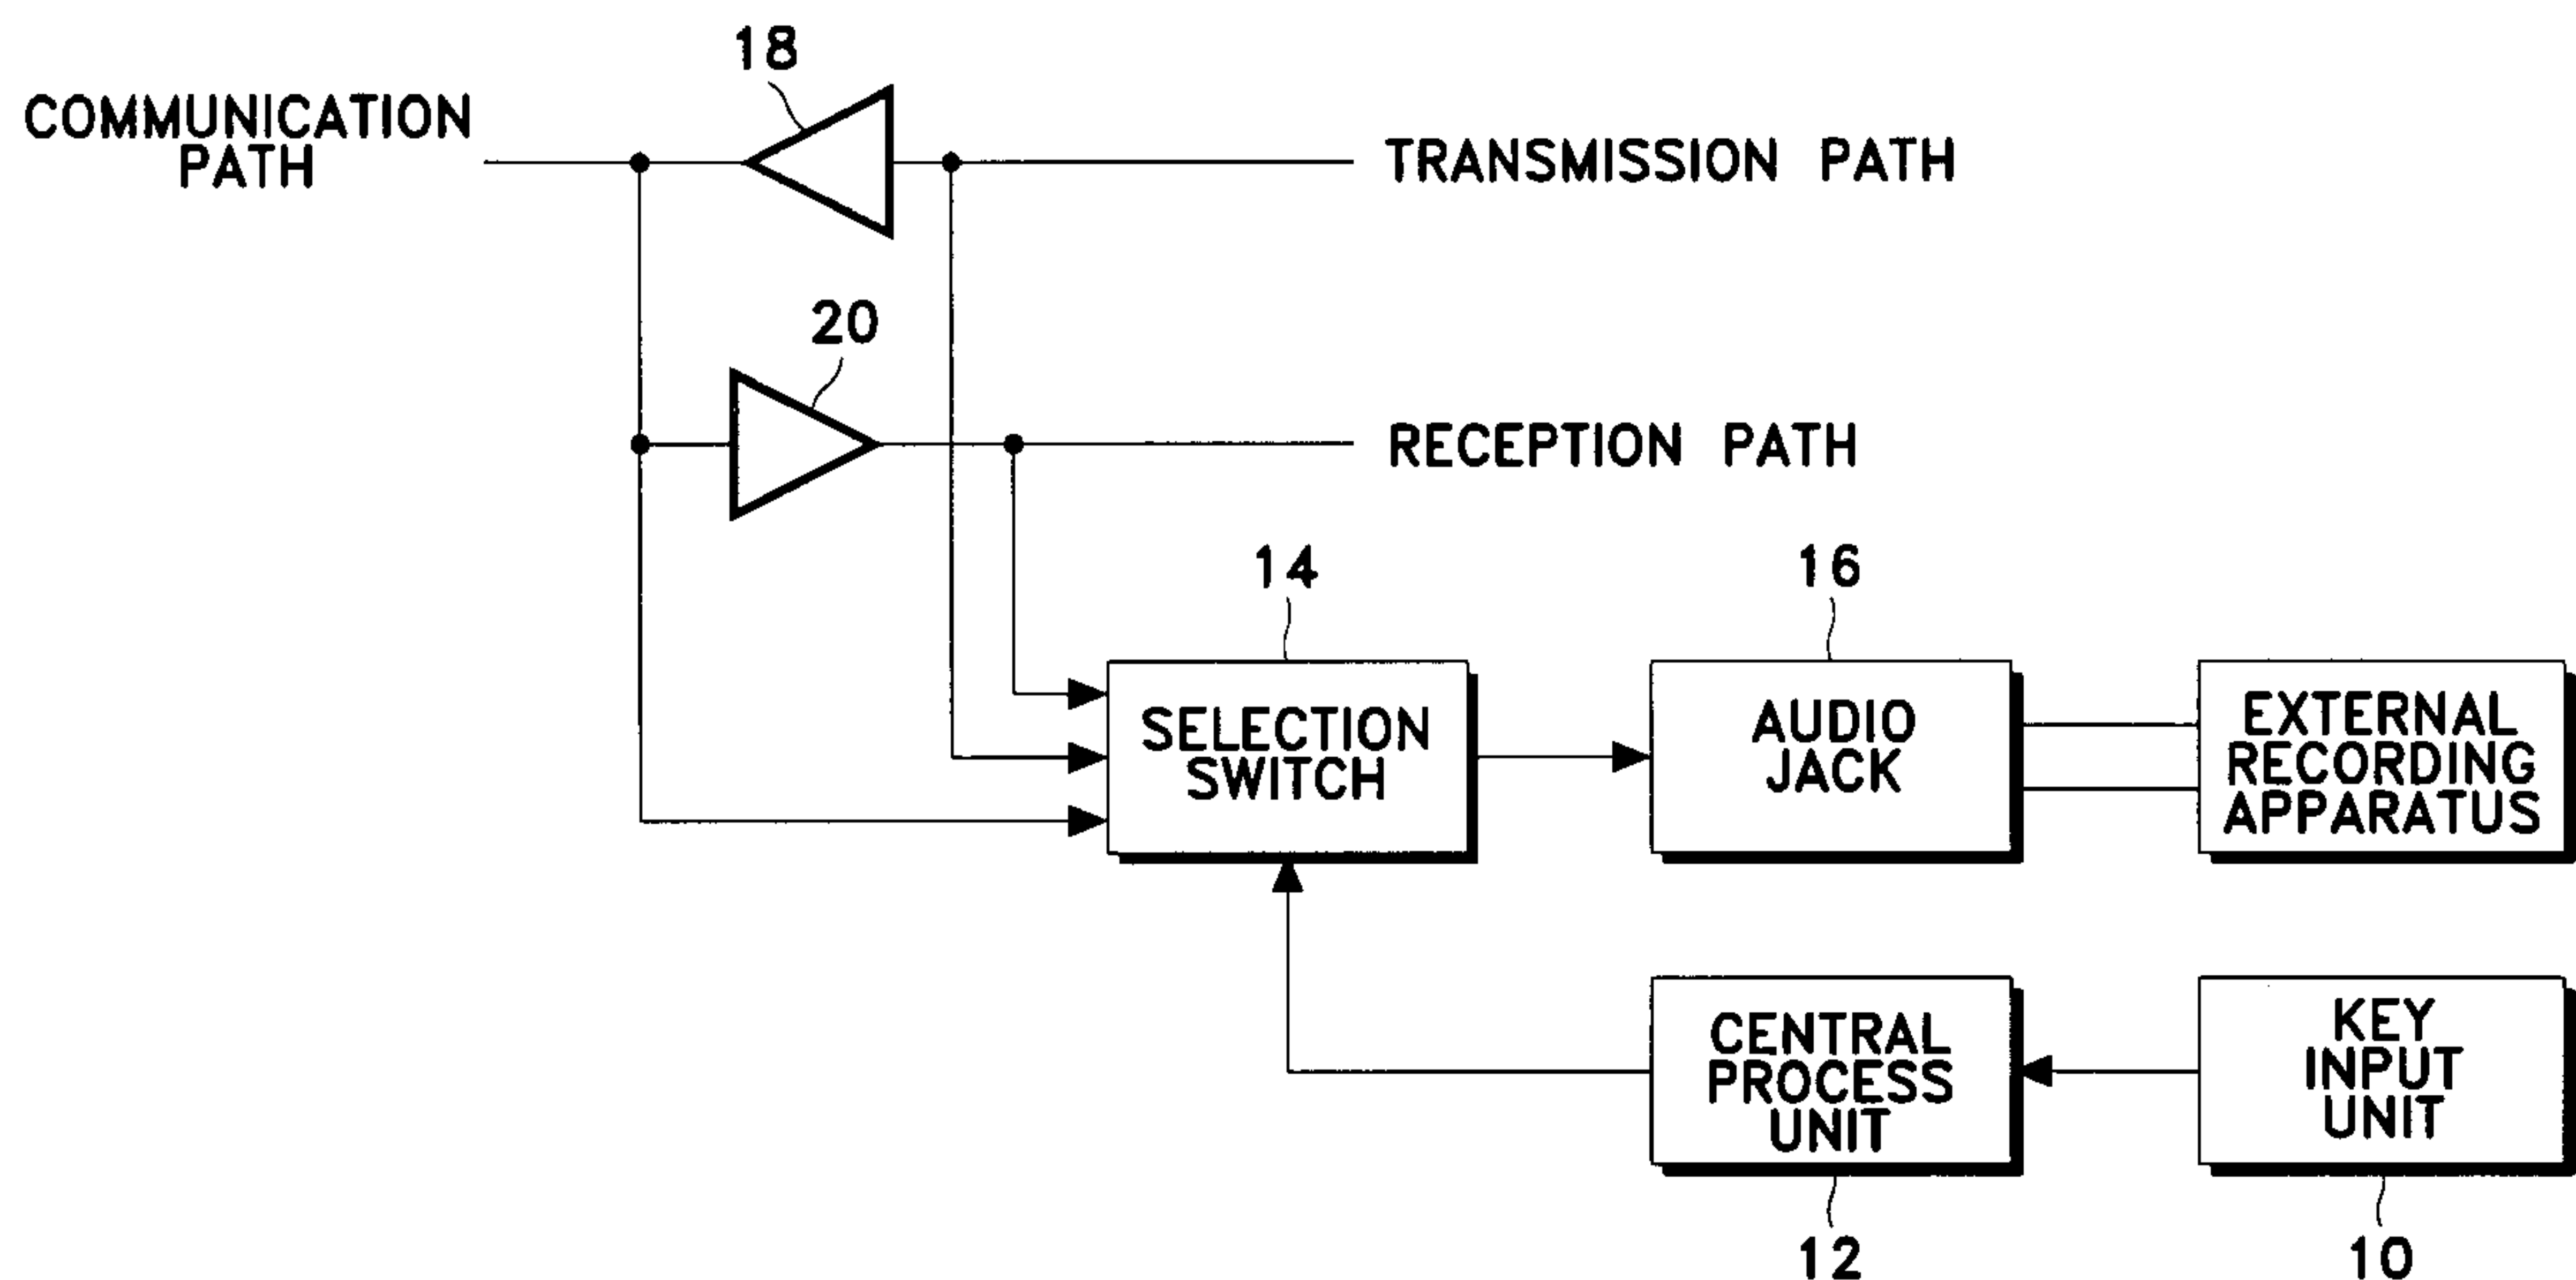 18
COMMUNICATION
PATH
TRANSMISSION PATH
20
RECEPTION PATH
14
16
SELECTION
SWITCH
AUDIO
JACK
EXTERNAL
RECORDING
APPARATUS
CENTRAL
PROCESS
UNIT
KEY
INPUT
UNIT
12
10